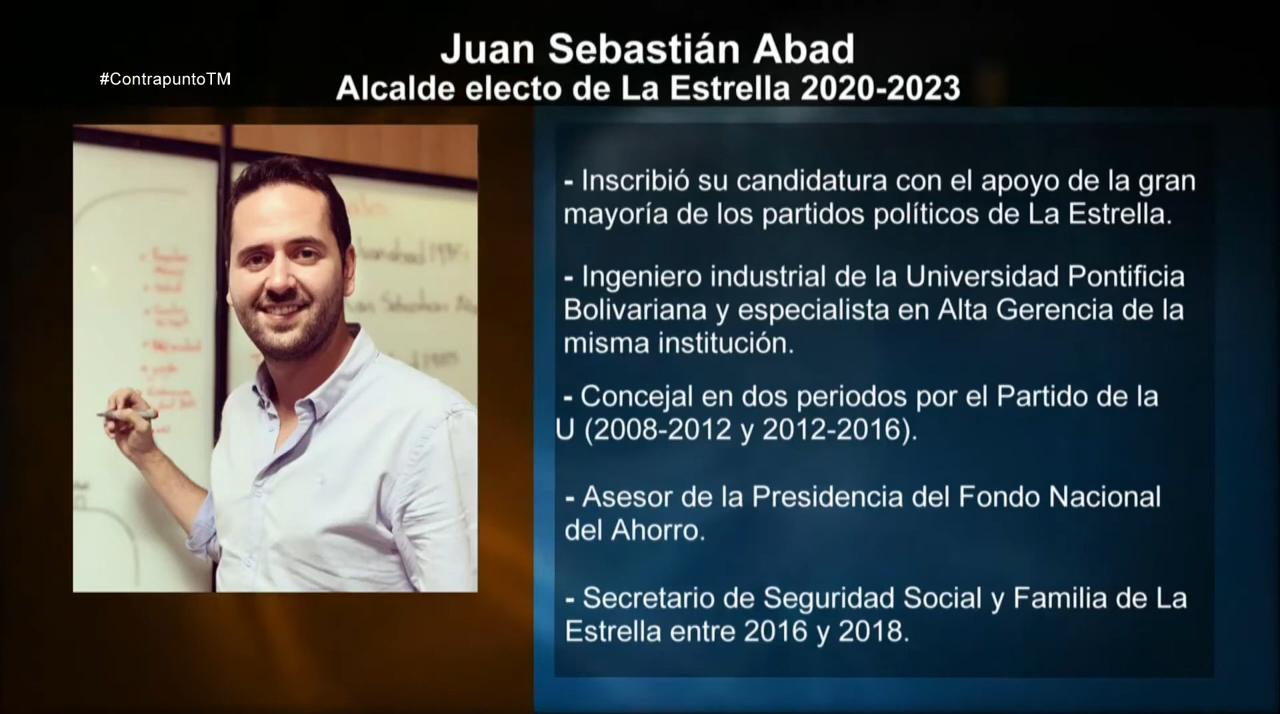 Juan Sebastián Abad
#ContrapuntoTM
Alcalde electo de La Estrella 2020-2023
- Inscribió su candidatura con el apoyo de la gran
mayoría de los partidos políticos de La Estrella.
- Ingeniero industrial de la Universidad Pontificia
Bolivariana y especialista en Alta Gerencia de la
misma institución.
- Concejal en dos periodos por el Partido de la
U (2008-2012 y 2012-2016).
- Asesor de la Presidencia del Fondo Nacional
del Ahorro.
- Secretario de Seguridad Social y Familia de La
Estrella entre 2016 y 2018.